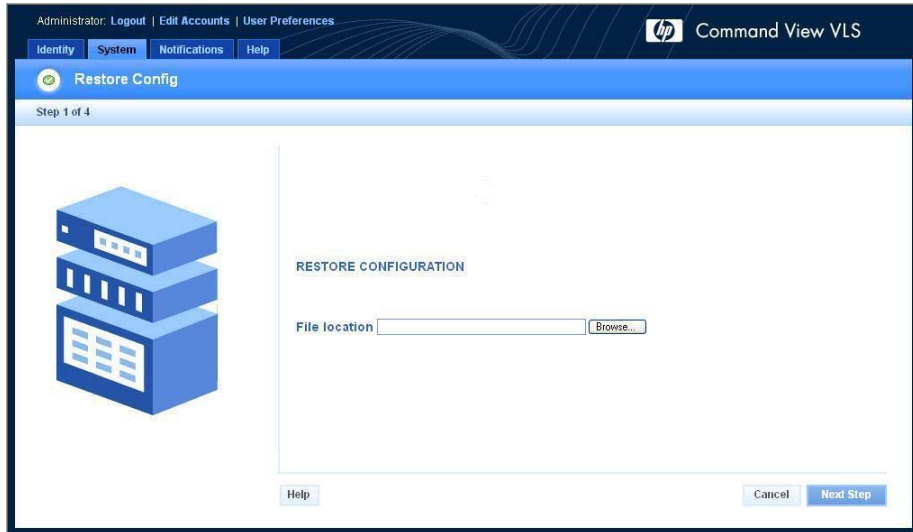 Administrator: Logout | Edit Accounts | User Preferences
hp Command View VLS
Identity System Notifications Help
Restore Config
Step 1 of 4
RESTORE CONFIGURATION
File location Browse...
Help Cancel Next Step